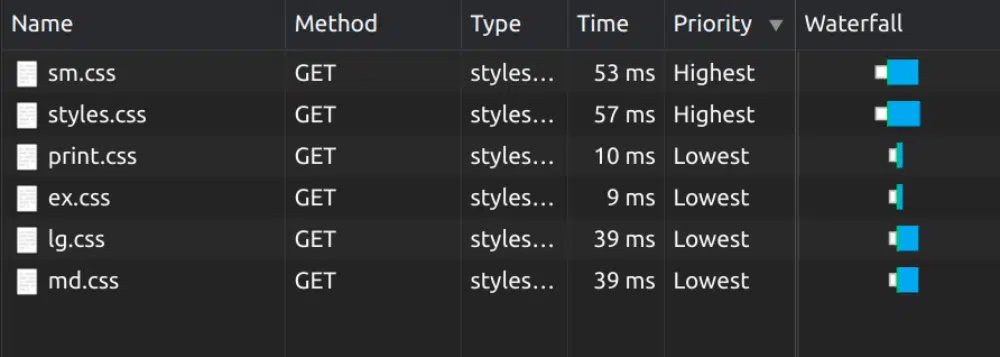 Name Method Type Time Priority ▼ Waterfall
sm.css GET styles… 53 ms Highest
styles.css GET styles… 57 ms Highest
print.css GET styles… 10 ms Lowest
ex.css GET styles… 9 ms Lowest
lg.css GET styles… 39 ms Lowest
md.css GET styles… 39 ms Lowest